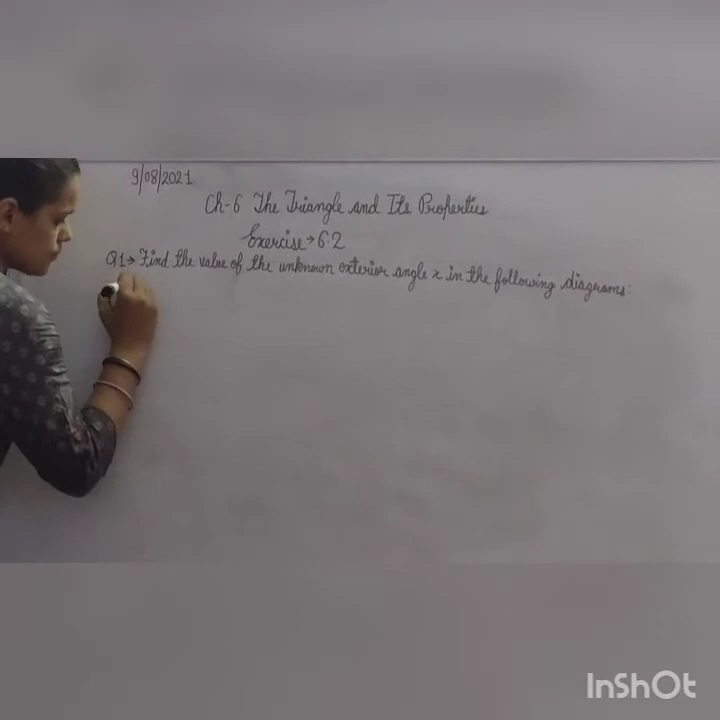 9/08/2021
Ch-6 The Triangle and Its Properties
Exercise→6.2
Q1→ Find the value of the unknown exterior angle x in the following diagrams:
InShOt